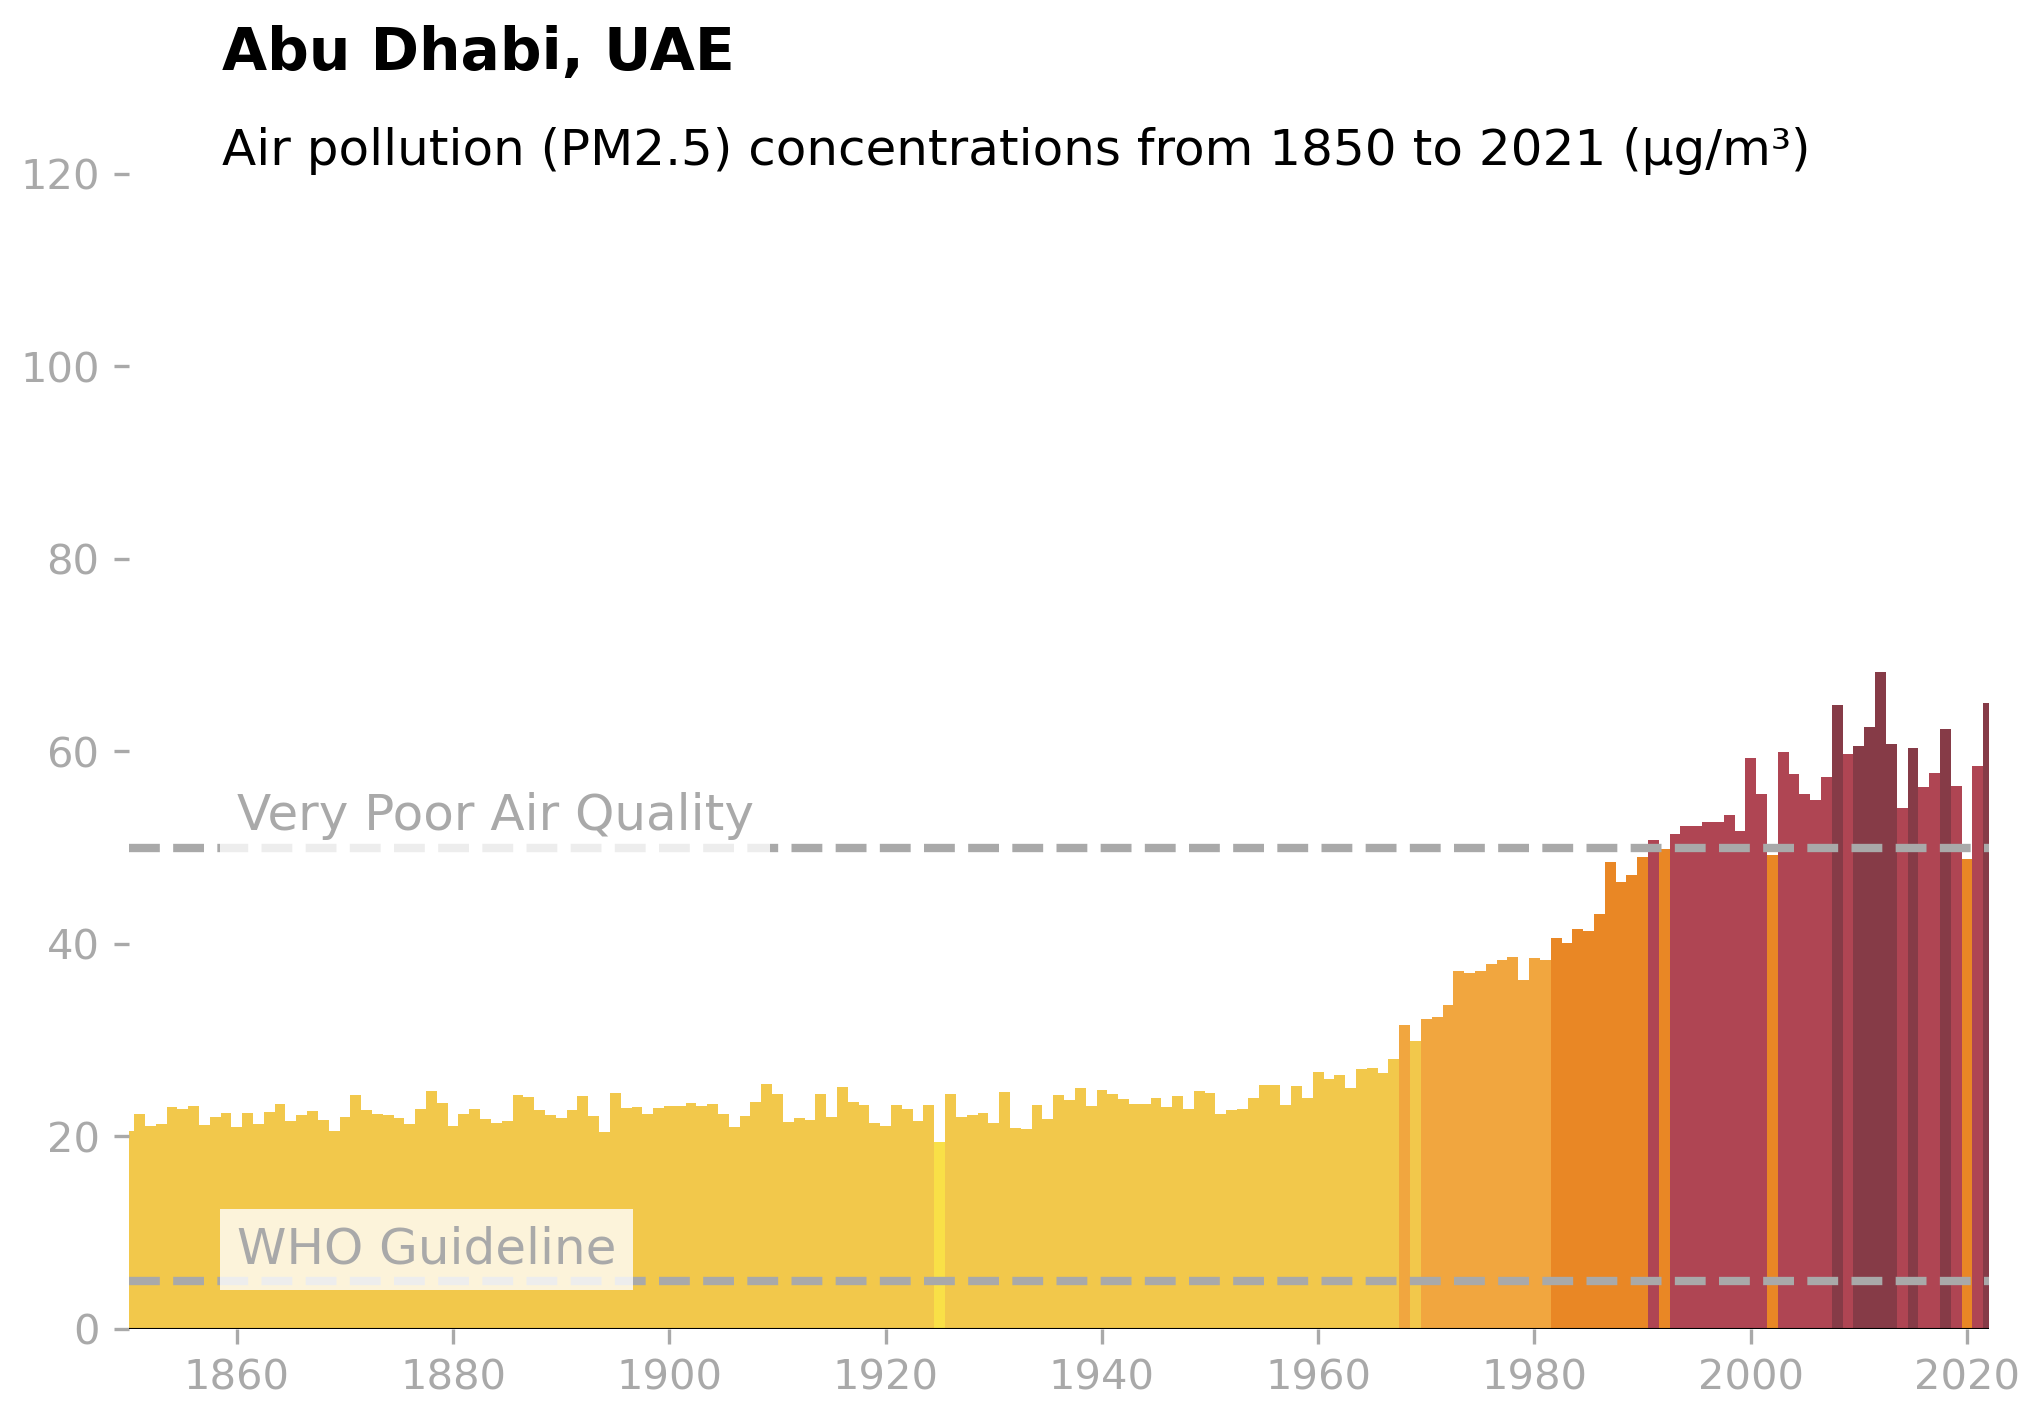 Abu Dhabi, UAE
Air pollution (PM2.5) concentrations from 1850 to 2021 (μg/m³)
120
100
80
60
Very Poor Air Quality
40
20
WHO Guideline
0
1860 1880 1900 1920 1940 1960 1980 2000 2020